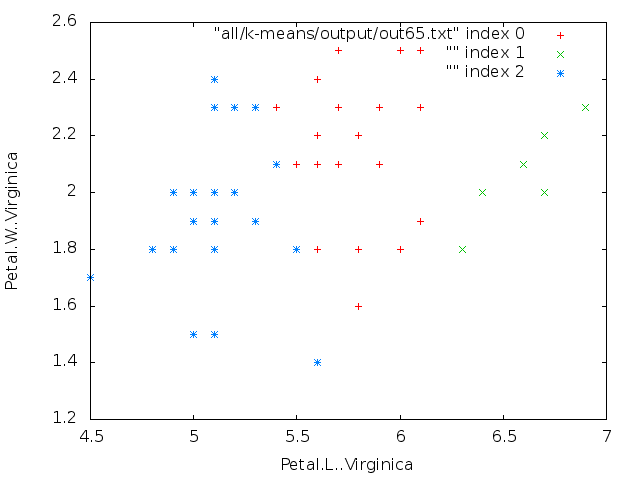 2.6
2.4
2.2
2
1.8
1.6
1.4
1.2
4.5
5
5.5
6
6.5
7
Petal.W..Virginica
Petal.L..Virginica
"all/k-means/output/out65.txt" index 0
"" index 1
"" index 2